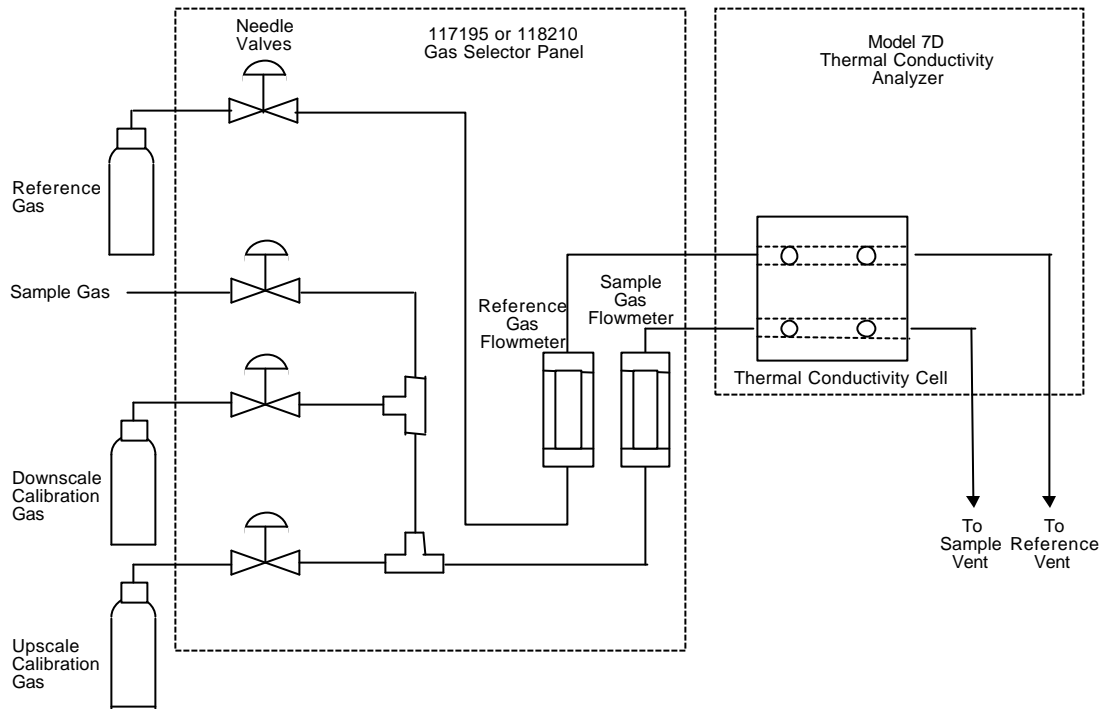 Needle
Valves
117195 or 118210
Gas Selector Panel
Model 7D
Thermal Conductivity
Analyzer
Reference
Gas
Sample Gas
Reference
Gas
Flowmeter
Sample
Gas
Flowmeter
Thermal Conductivity Cell
Downscale
Calibration
Gas
To
Sample
Vent
To
Reference
Vent
Upscale
Calibration
Gas